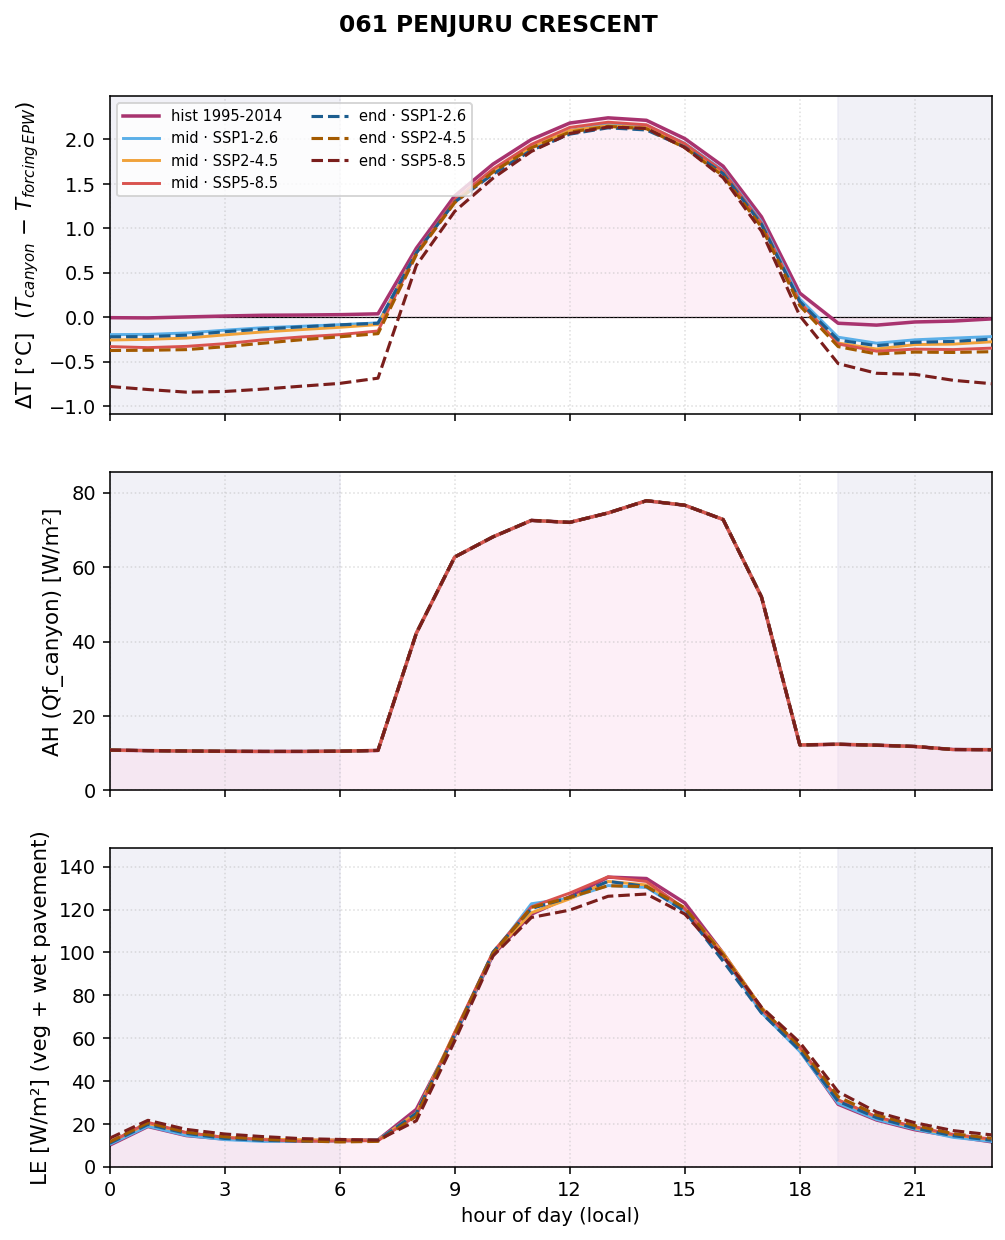 061 PENJURU CRESCENT
hist 1995-2014
mid · SSP1-2.6
mid · SSP2-4.5
mid · SSP5-8.5
end · SSP1-2.6
end · SSP2-4.5
end · SSP5-8.5
ΔT [°C]  (T_canyon − T_forcing EPW)
2.0
1.5
1.0
0.5
0.0
−0.5
−1.0
AH (Qf_canyon) [W/m²]
80
60
40
20
0
LE [W/m²] (veg + wet pavement)
140
120
100
80
60
40
20
0
0 3 6 9 12 15 18 21
hour of day (local)